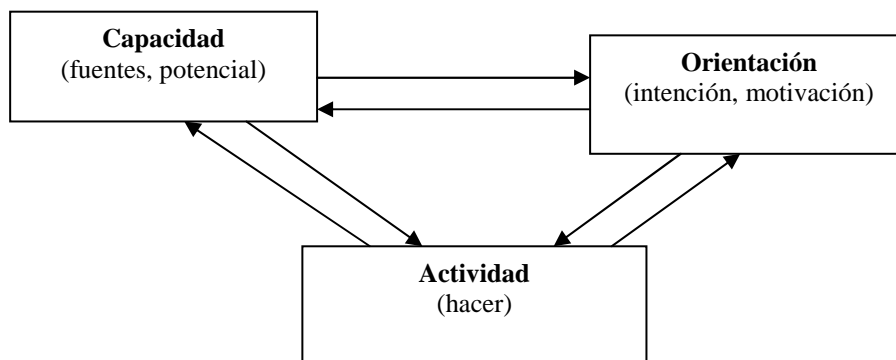 Capacidad
(fuentes, potencial)
Orientación
(intención, motivación)
Actividad
(hacer)